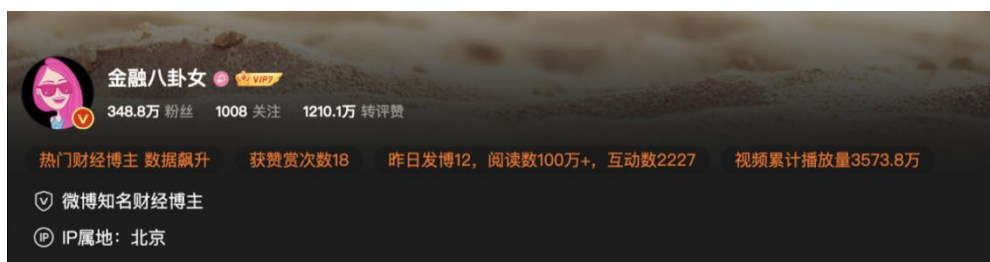 金融八卦女 VIP7
348.8万 粉丝 1008 关注 1210.1万 转评赞
热门财经博主 数据飙升 获赞赏次数18 昨日发博12，阅读数100万+，互动数2227 视频累计播放量3573.8万
微博知名财经博主
IP IP属地：北京